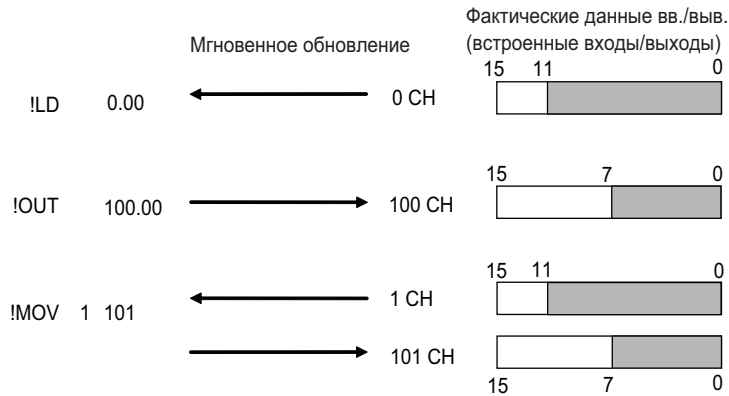 Мгновенное обновление
Фактические данные вв./выв.
(встроенные входы/выходы)
15 11 0
!LD 0.00 0 CH
15 7 0
!OUT 100.00 100 CH
15 11 0
!MOV 1 101 1 CH
101 CH
15 7 0